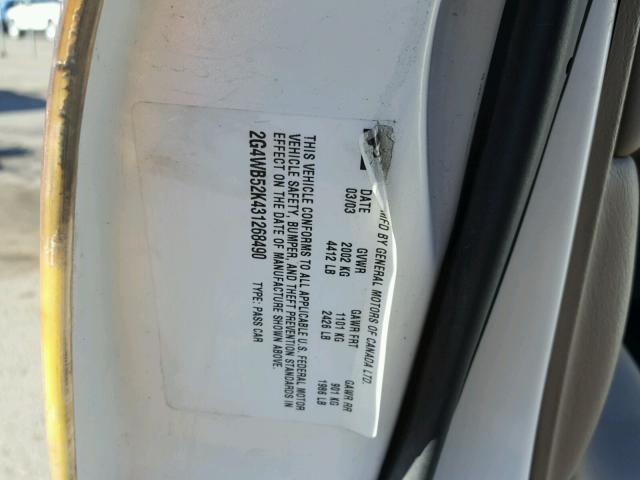 MFD BY GENERAL MOTORS OF CANADA LTD.
DATE GVWR GAWR FRT GAWR RR
03/03 2002 KG 1101 KG 901 KG
4412 LB 2426 LB 1986 LB
THIS VEHICLE CONFORMS TO ALL APPLICABLE U.S. FEDERAL MOTOR
VEHICLE SAFETY, BUMPER, AND THEFT PREVENTION STANDARDS IN
EFFECT ON THE DATE OF MANUFACTURE SHOWN ABOVE.
2G4WB52K431268490 TYPE: PASS CAR